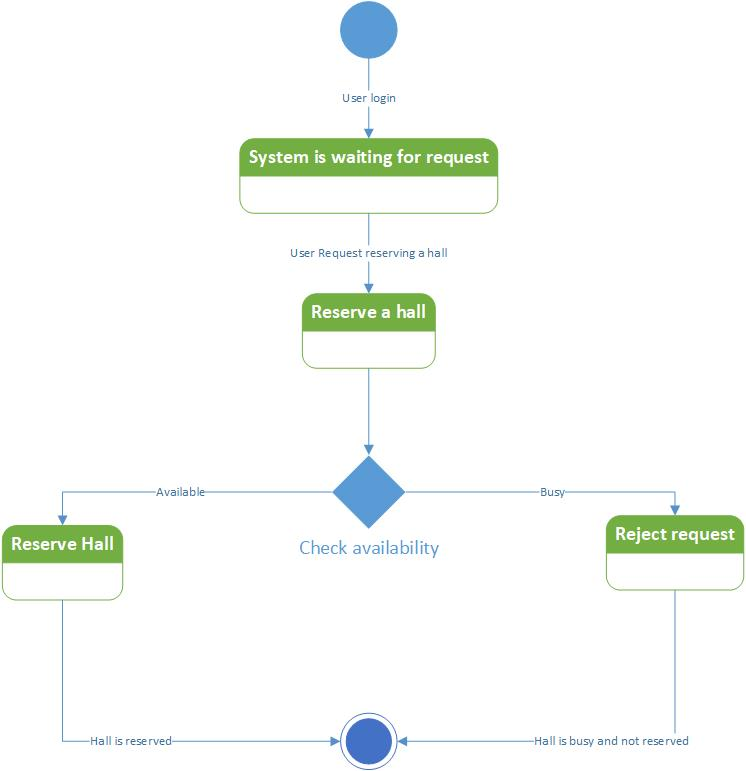 User login
System is waiting for request
User Request reserving a hall
Reserve a hall
Available
Busy
Reserve Hall
Check availability
Reject request
Hall is reserved
Hall is busy and not reserved